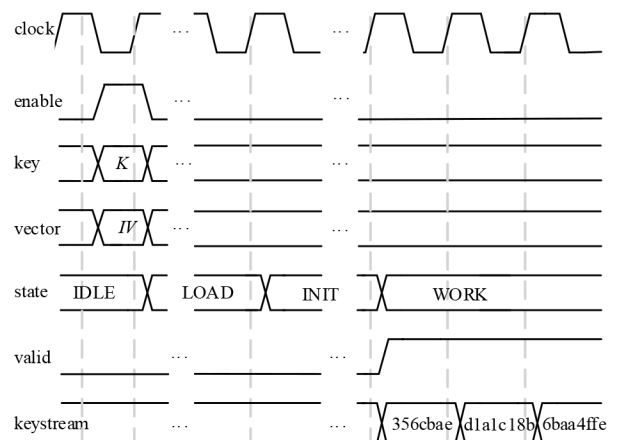 clock ... ...
enable ... ...
key K ... ...
vector IV ... ...
state IDLE LOAD INIT WORK
valid ... ...
keystream ... ... 356cbae d1a1c18b 6baa4ffe